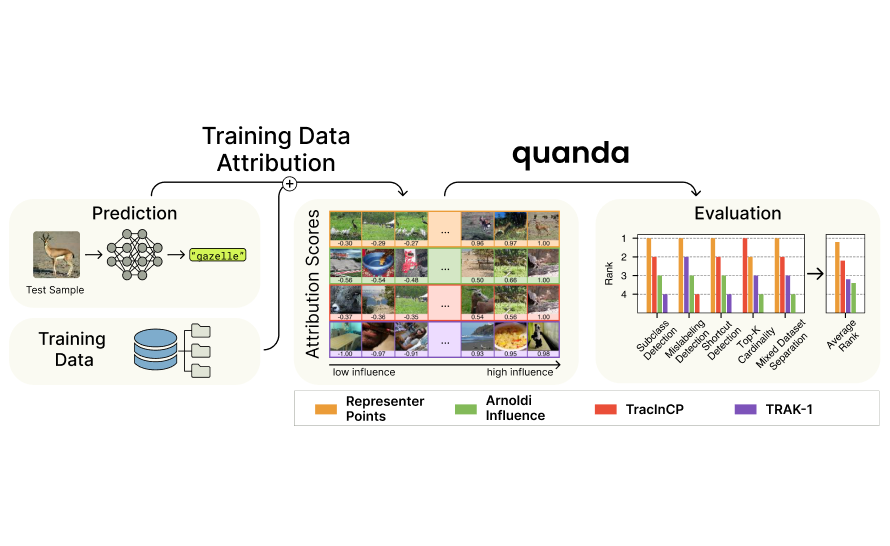 Training Data
Attribution
quanda
Prediction
"gazelle"
Test Sample
Training
Data
Attribution Scores
...
-0.30 -0.29 -0.27 0.96 0.97 1.00
...
-0.56 -0.54 -0.48 0.50 0.66 1.00
...
-0.37 -0.36 -0.35 0.54 0.56 1.00
...
-1.00 -0.97 -0.91 0.93 0.95 0.98
low influence high influence
Evaluation
Rank
1
2
3
4
Subclass
Detection
Mislabeling
Detection
Shortcut
Detection
Top-K
Cardinality
Mixed Dataset
Separation
Average
Rank
Representer
Points
Arnoldi
Influence
TracInCP
TRAK-1